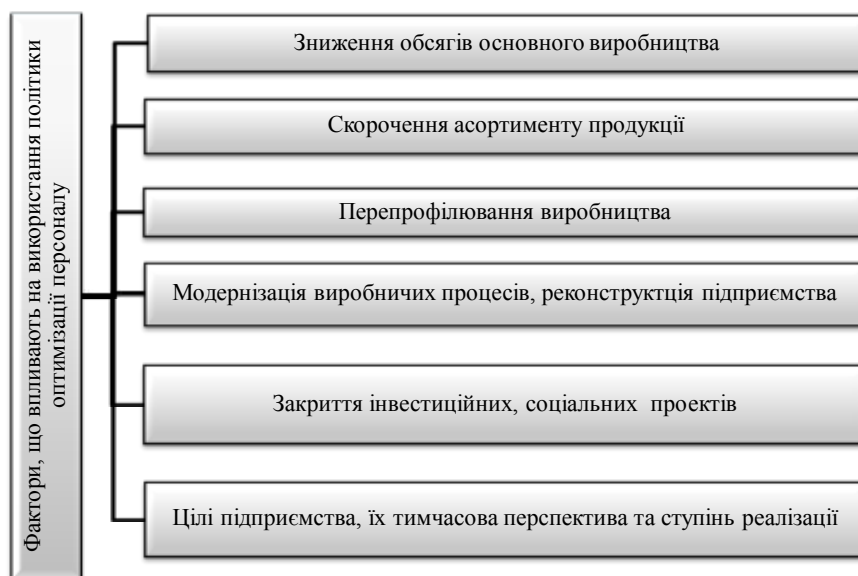 Фактори, що впливають на використання політики
оптимізації персоналу
Зниження обсягів основного виробництва
Скорочення асортименту продукції
Перепрофілювання виробництва
Модернізація виробничих процесів, реконструктція підприємства
Закриття інвестиційних, соціальних проектів
Цілі підприємства, їх тимчасова перспектива та ступінь реалізації